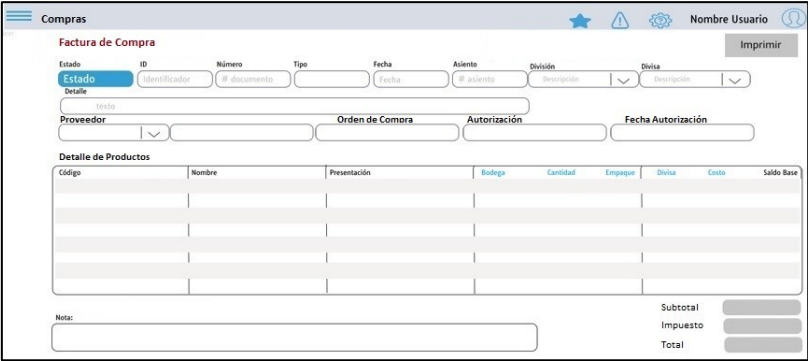 Compras Nombre Usuario
Factura de Compra Imprimir
Estado ID Número Tipo Fecha Asiento División Divisa
Estado Identificador # documento Fecha # asiento Descripción Descripción
Detalle
texto
Proveedor Orden de Compra Autorización Fecha Autorización
Detalle de Productos
Código Nombre Presentación Bodega Cantidad Empaque Divisa Costo Saldo Base
Subtotal
Nota: Impuesto
Total